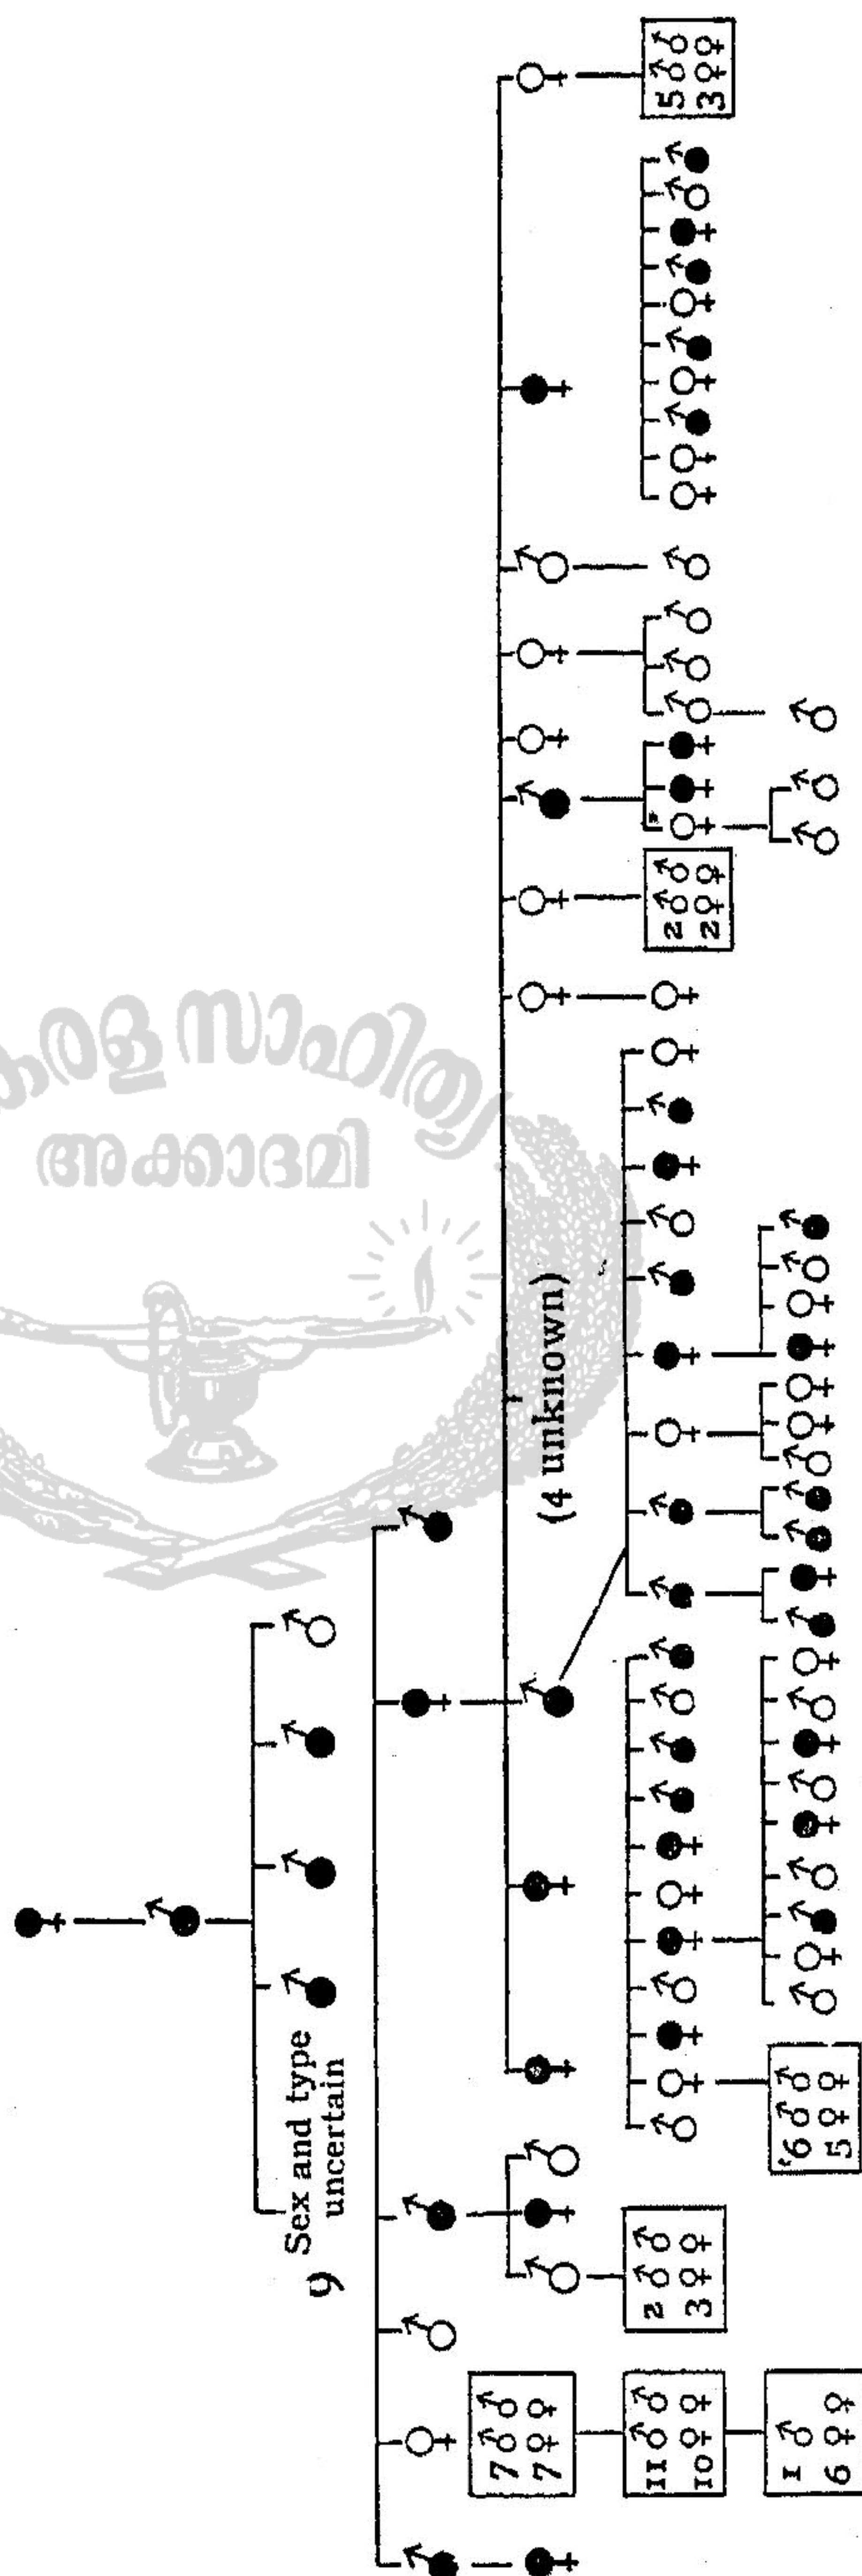 കരള സാഹിത്യ
അക്കാദമി
Sex and type
9 uncertain
7 ♂♂
7 ♀♀
(4 unknown)
11 ♂♂
10 ♀♀
2 ♂♂
3 ♀♀
2 ♂♂
2 ♀♀
5 ♂♂
3 ♀♀
1 ♂
6 ♀♀
6 ♂♂
5 ♀♀